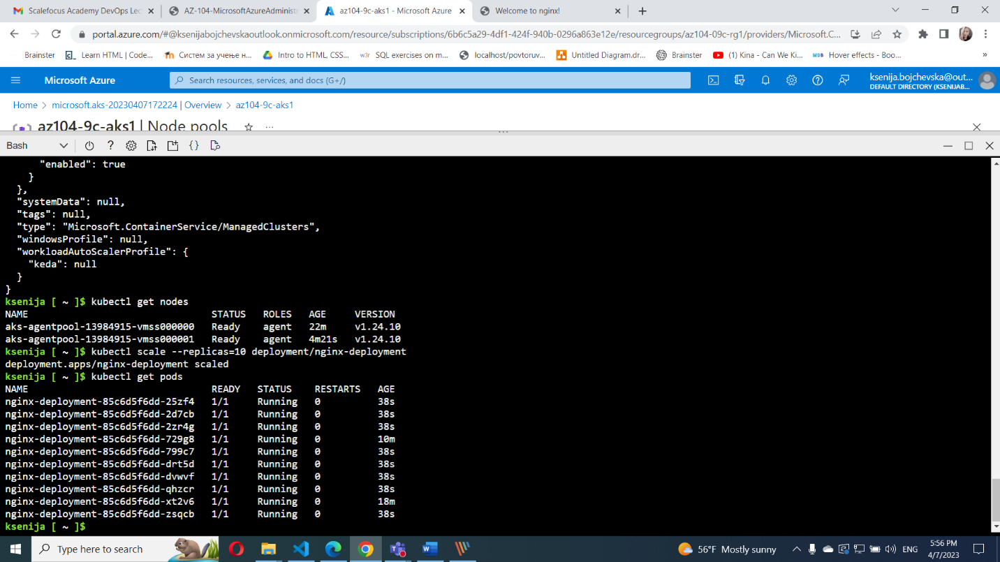 Scalefocus Academy DevOps Lec
AZ-104-MicrosoftAzureAdministr
az104-9c-aks1 - Microsoft Azure
Welcome to nginx!
portal.azure.com/#@ksenijabojchevskaoutlook.onmicrosoft.com/resource/subscriptions/6b6c5a29-4df1-424f-940b-0296a863e12e/resourcegroups/az104-09c-rg1/providers/Microsoft.C...
Brainster
Learn HTML | Code...
Систем за учење н...
Intro to HTML, CSS...
w3r SQL exercises on m...
localhost/povtoruv...
Untitled Diagram.dr...
Brainster
(1) Kina - Can We Ki...
MDB Hover effects - Boo...
»
Microsoft Azure
Search resources, services, and docs (G+/)
ksenija.bojchevska@out...
DEFAULT DIRECTORY (KSENIJAB...
Home > microsoft.aks-20230407172224 | Overview > az104-9c-aks1
az104-9c-aks1 | Node pools
Bash
"enabled": true
}
},
"systemData": null,
"tags": null,
"type": "Microsoft.ContainerService/ManagedClusters",
"windowsProfile": null,
"workloadAutoScalerProfile": {
"keda": null
}
}
ksenija [ ~ ]$ kubectl get nodes
NAME STATUS ROLES AGE VERSION
aks-agentpool-13984915-vmss000000 Ready agent 22m v1.24.10
aks-agentpool-13984915-vmss000001 Ready agent 4m21s v1.24.10
ksenija [ ~ ]$ kubectl scale --replicas=10 deployment/nginx-deployment
deployment.apps/nginx-deployment scaled
ksenija [ ~ ]$ kubectl get pods
NAME READY STATUS RESTARTS AGE
nginx-deployment-85c6d5f6dd-25zf4 1/1 Running 0 38s
nginx-deployment-85c6d5f6dd-2d7cb 1/1 Running 0 38s
nginx-deployment-85c6d5f6dd-2zr4g 1/1 Running 0 38s
nginx-deployment-85c6d5f6dd-729g8 1/1 Running 0 10m
nginx-deployment-85c6d5f6dd-799c7 1/1 Running 0 38s
nginx-deployment-85c6d5f6dd-drt5d 1/1 Running 0 38s
nginx-deployment-85c6d5f6dd-dvwvf 1/1 Running 0 38s
nginx-deployment-85c6d5f6dd-qhzcr 1/1 Running 0 38s
nginx-deployment-85c6d5f6dd-xt2v6 1/1 Running 0 18m
nginx-deployment-85c6d5f6dd-zsqcb 1/1 Running 0 38s
ksenija [ ~ ]$
Type here to search
56°F Mostly sunny
ENG
5:56 PM
4/7/2023